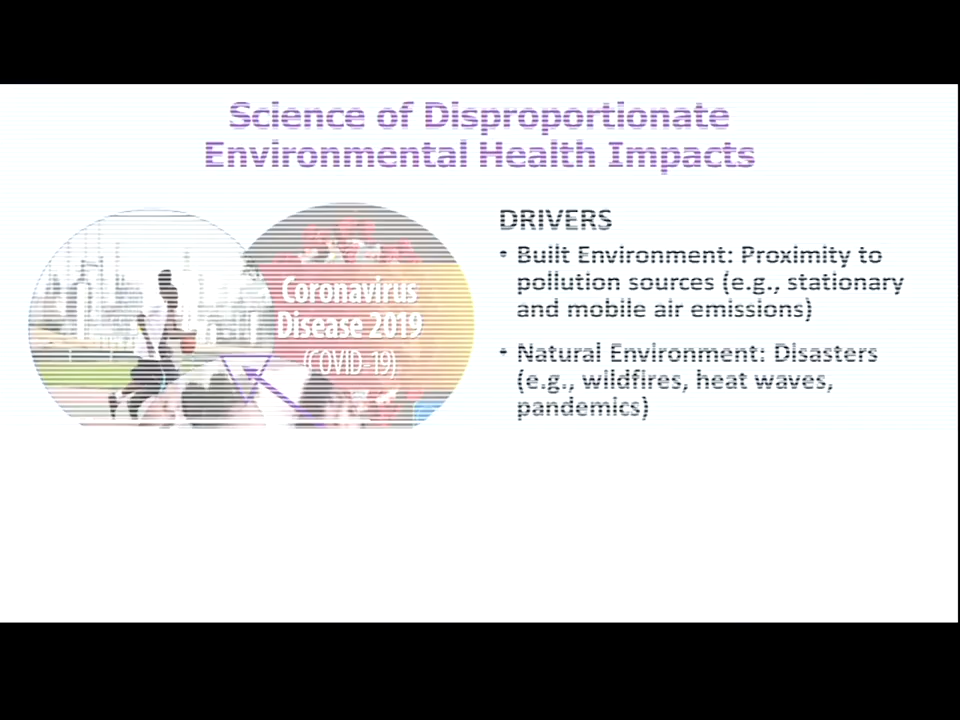 Science of Disproportionate
Environmental Health Impacts
Coronavirus
Disease 2019
(COVID-19)
DRIVERS
• Built Environment: Proximity to
pollution sources (e.g., stationary
and mobile air emissions)
• Natural Environment: Disasters
(e.g., wildfires, heat waves,
pandemics)